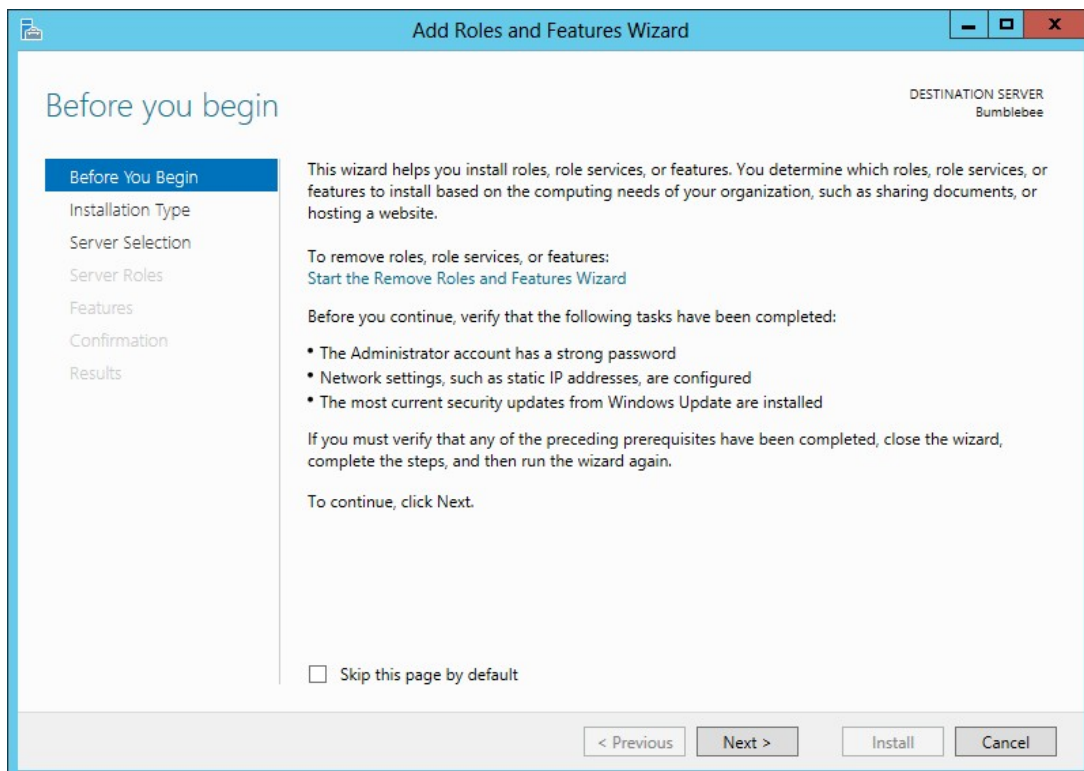 Add Roles and Features Wizard
x
Before you begin
DESTINATION SERVER
Bumblebee
Before You Begin
Installation Type
Server Selection
Server Roles
Features
Confirmation
Results
This wizard helps you install roles, role services, or features. You determine which roles, role services, or
features to install based on the computing needs of your organization, such as sharing documents, or
hosting a website.
To remove roles, role services, or features:
Start the Remove Roles and Features Wizard
Before you continue, verify that the following tasks have been completed:
• The Administrator account has a strong password
• Network settings, such as static IP addresses, are configured
• The most current security updates from Windows Update are installed
If you must verify that any of the preceding prerequisites have been completed, close the wizard,
complete the steps, and then run the wizard again.
To continue, click Next.
Skip this page by default
< Previous
Next >
Install
Cancel